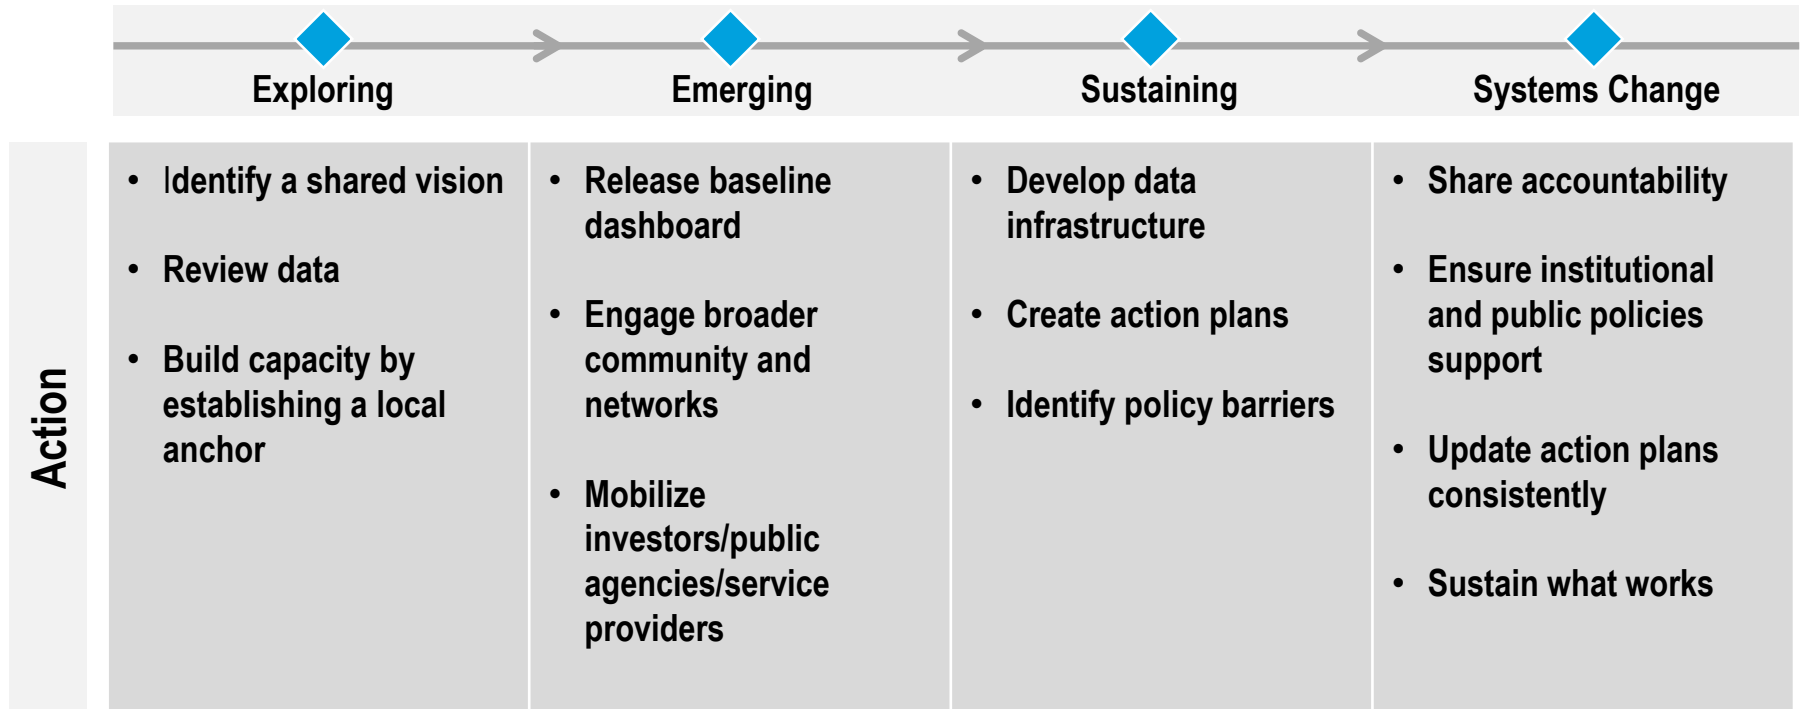 Exploring
Emerging
Sustaining
Systems Change
Action
• Identify a shared vision
• Review data
• Build capacity by
establishing a local
anchor
• Release baseline
dashboard
• Engage broader
community and
networks
• Mobilize
investors/public
agencies/service
providers
• Develop data
infrastructure
• Create action plans
• Identify policy barriers
• Share accountability
• Ensure institutional
and public policies
support
• Update action plans
consistently
• Sustain what works